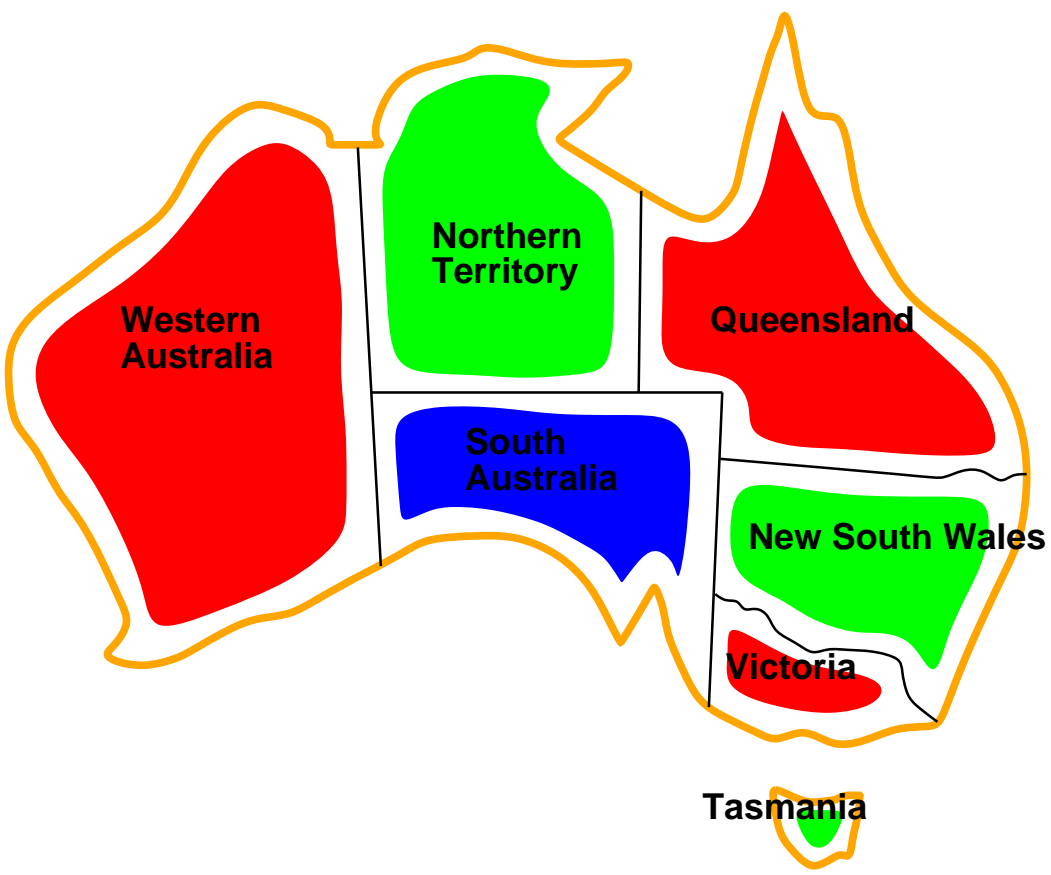 Northern
Territory
Western
Australia
Queensland
South
Australia
New South Wales
Victoria
Tasmania